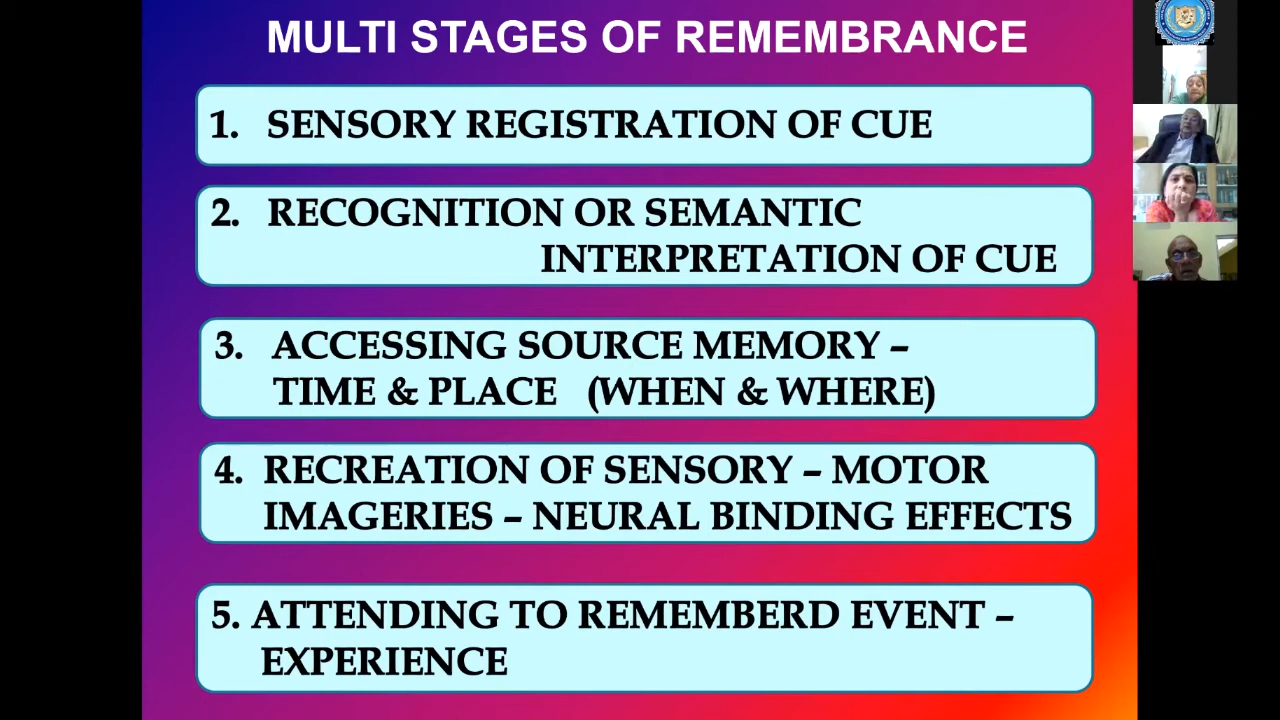 MULTI STAGES OF REMEMBRANCE
1. SENSORY REGISTRATION OF CUE
2. RECOGNITION OR SEMANTIC
INTERPRETATION OF CUE
3. ACCESSING SOURCE MEMORY –
TIME & PLACE (WHEN & WHERE)
4. RECREATION OF SENSORY – MOTOR
IMAGERIES – NEURAL BINDING EFFECTS
5. ATTENDING TO REMEMBERD EVENT –
EXPERIENCE